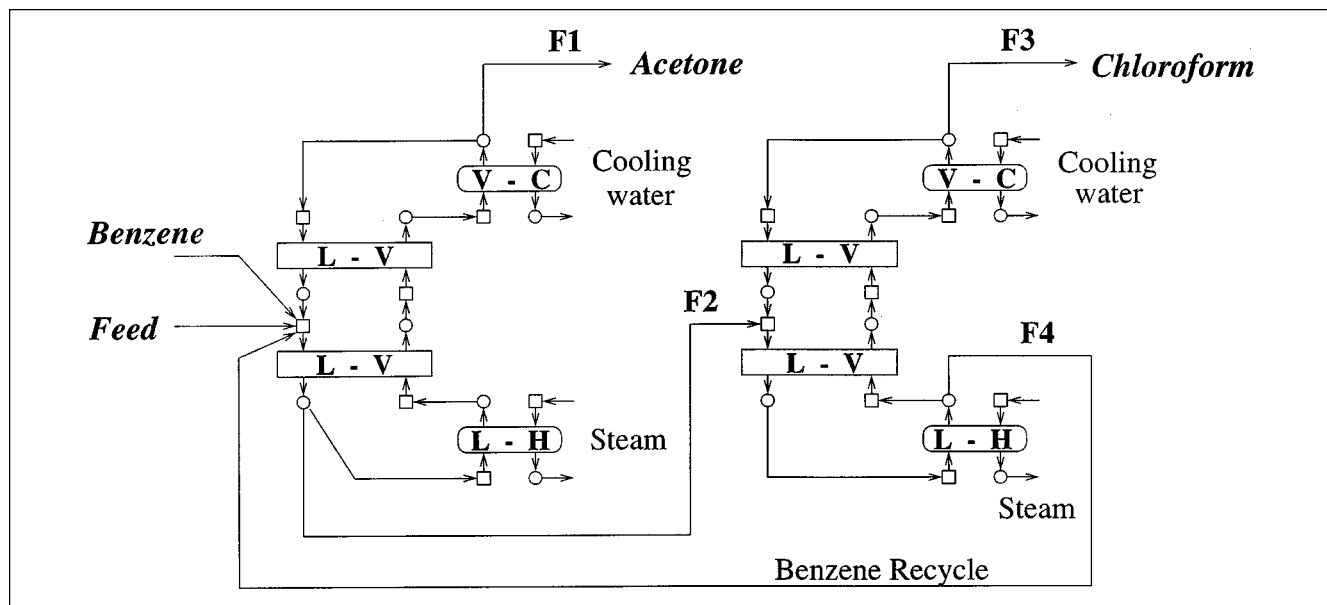 F1
Acetone
F3
Chloroform
V - C
Cooling
water
V - C
Cooling
water
Benzene
L - V
L - V
Feed
F2
L - V
L - V
F4
L - H
Steam
L - H
Steam
Benzene Recycle